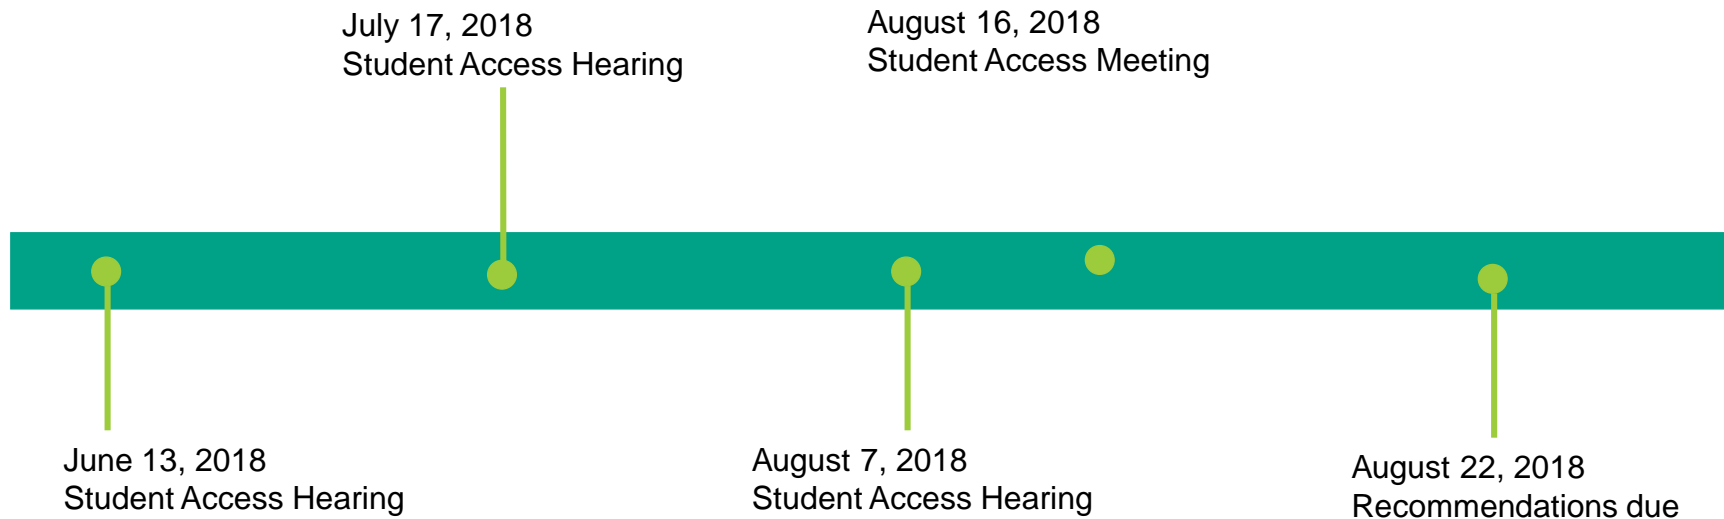 July 17, 2018
Student Access Hearing
August 16, 2018
Student Access Meeting
June 13, 2018
Student Access Hearing
August 7, 2018
Student Access Hearing
August 22, 2018
Recommendations due